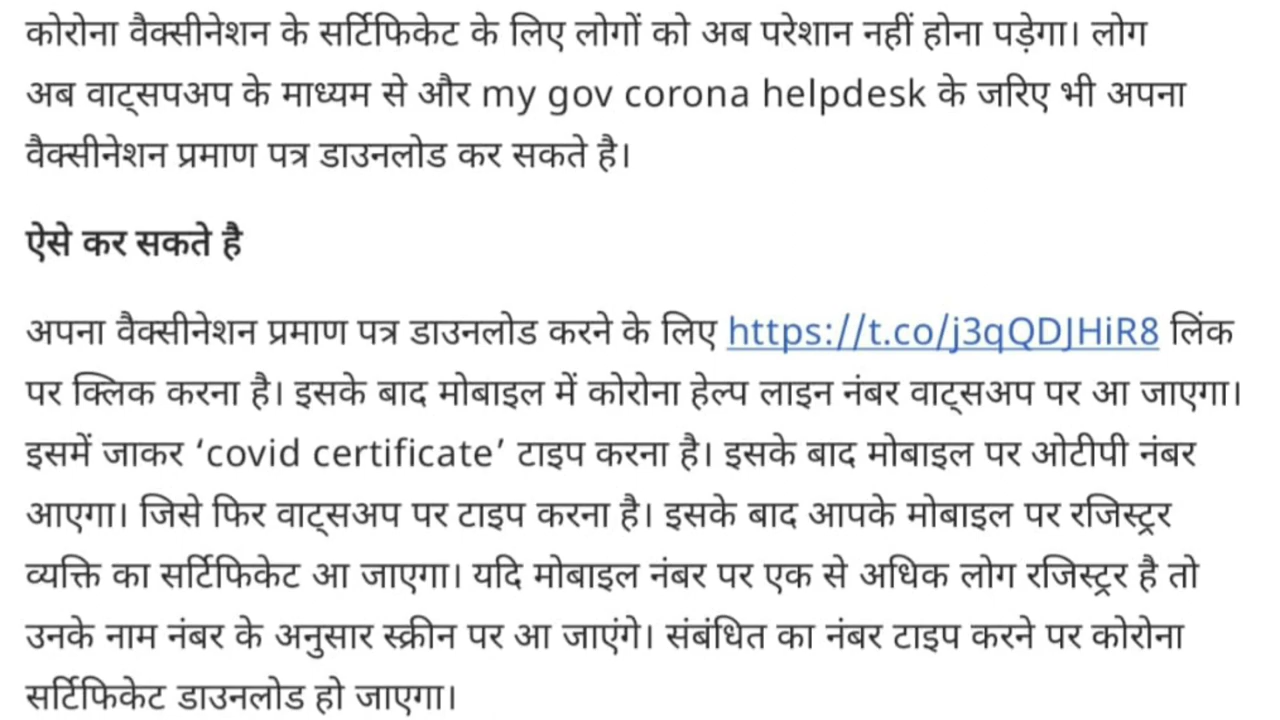 कोरोना वैक्सीनेशन के सर्टिफिकेट के लिए लोगों को अब परेशान नहीं होना पड़ेगा। लोग
अब वाट्सपअप के माध्यम से और my gov corona helpdesk के जरिए भी अपना
वैक्सीनेशन प्रमाण पत्र डाउनलोड कर सकते है।
ऐसे कर सकते है
अपना वैक्सीनेशन प्रमाण पत्र डाउनलोड करने के लिए https://t.co/j3qQDJHiR8 लिंक
पर क्लिक करना है। इसके बाद मोबाइल में कोरोना हेल्प लाइन नंबर वाट्सअप पर आ जाएगा।
इसमें जाकर ‘covid certificate’ टाइप करना है। इसके बाद मोबाइल पर ओटीपी नंबर
आएगा। जिसे फिर वाट्सअप पर टाइप करना है। इसके बाद आपके मोबाइल पर रजिस्ट्रर
व्यक्ति का सर्टिफिकेट आ जाएगा। यदि मोबाइल नंबर पर एक से अधिक लोग रजिस्ट्रर है तो
उनके नाम नंबर के अनुसार स्क्रीन पर आ जाएंगे। संबंधित का नंबर टाइप करने पर कोरोना
सर्टिफिकेट डाउनलोड हो जाएगा।